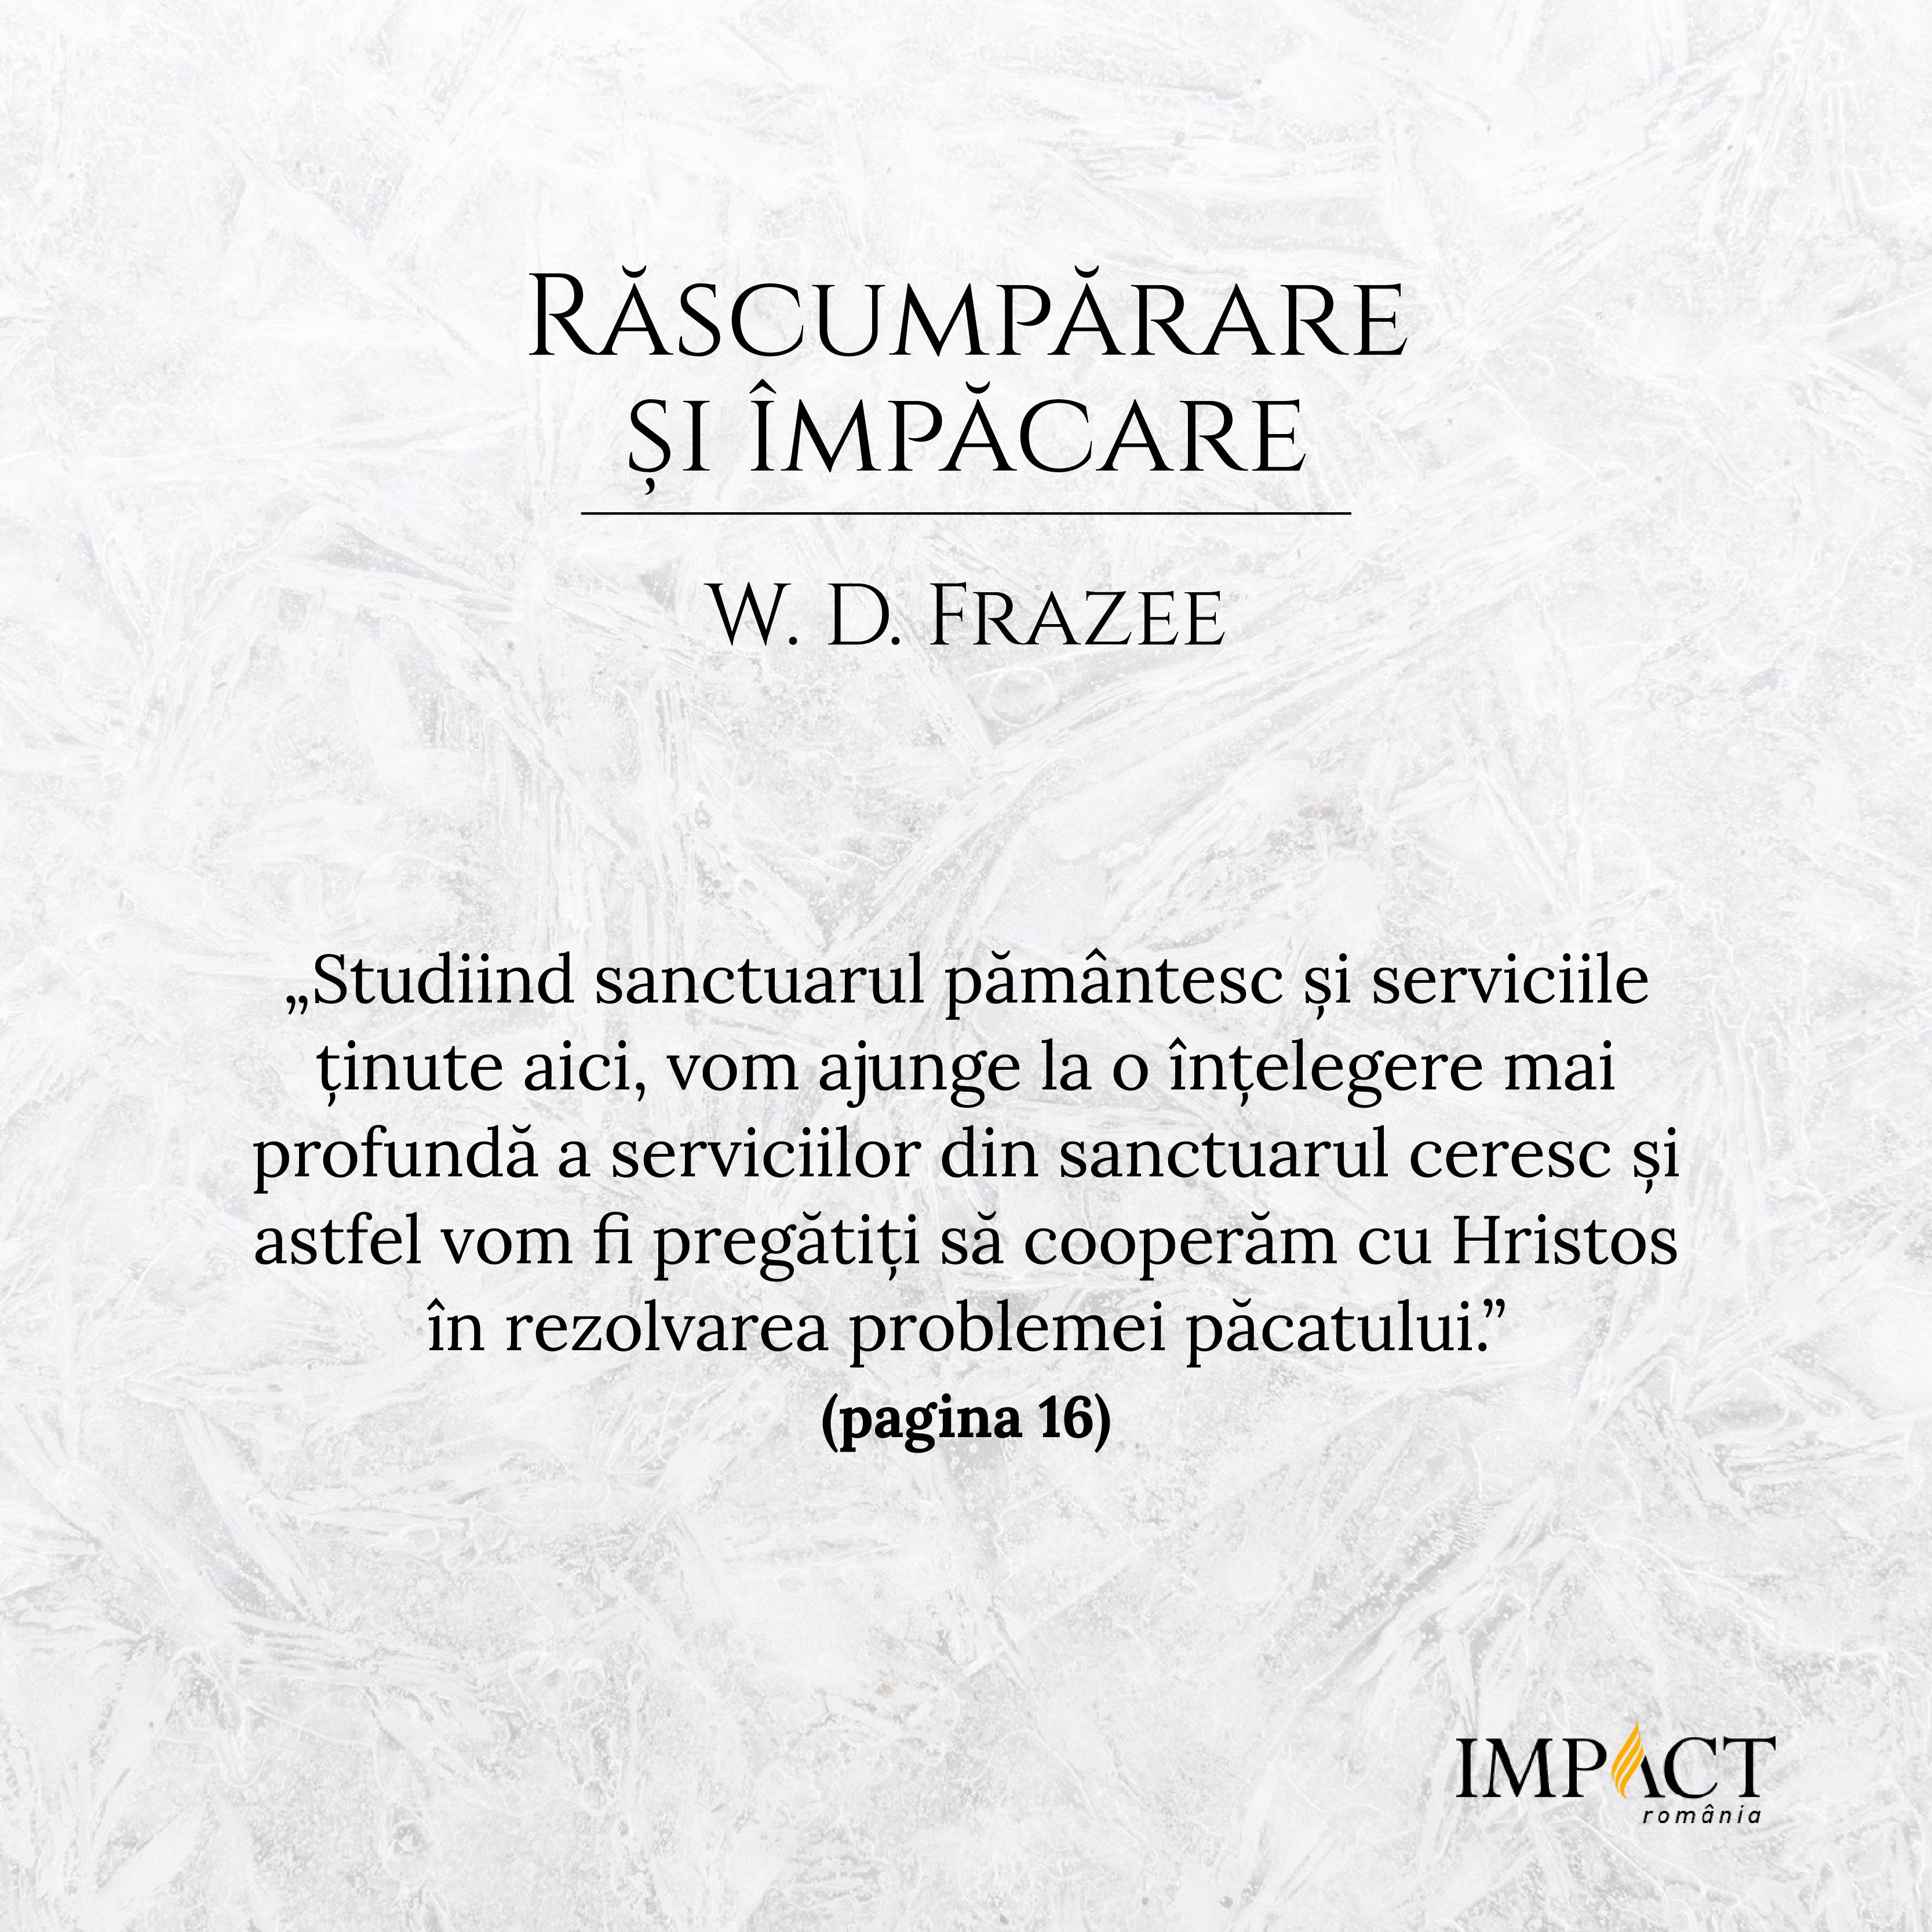 RĂSCUMPĂRARE
ȘI ÎMPĂCARE
W. D. FRAZEE
„Studiind sanctuarul pământesc și serviciile
ținute aici, vom ajunge la o înțelegere mai
profundă a serviciilor din sanctuarul ceresc și
astfel vom fi pregătiți să cooperăm cu Hristos
în rezolvarea problemei păcatului.”
(pagina 16)
IMPACT
românia